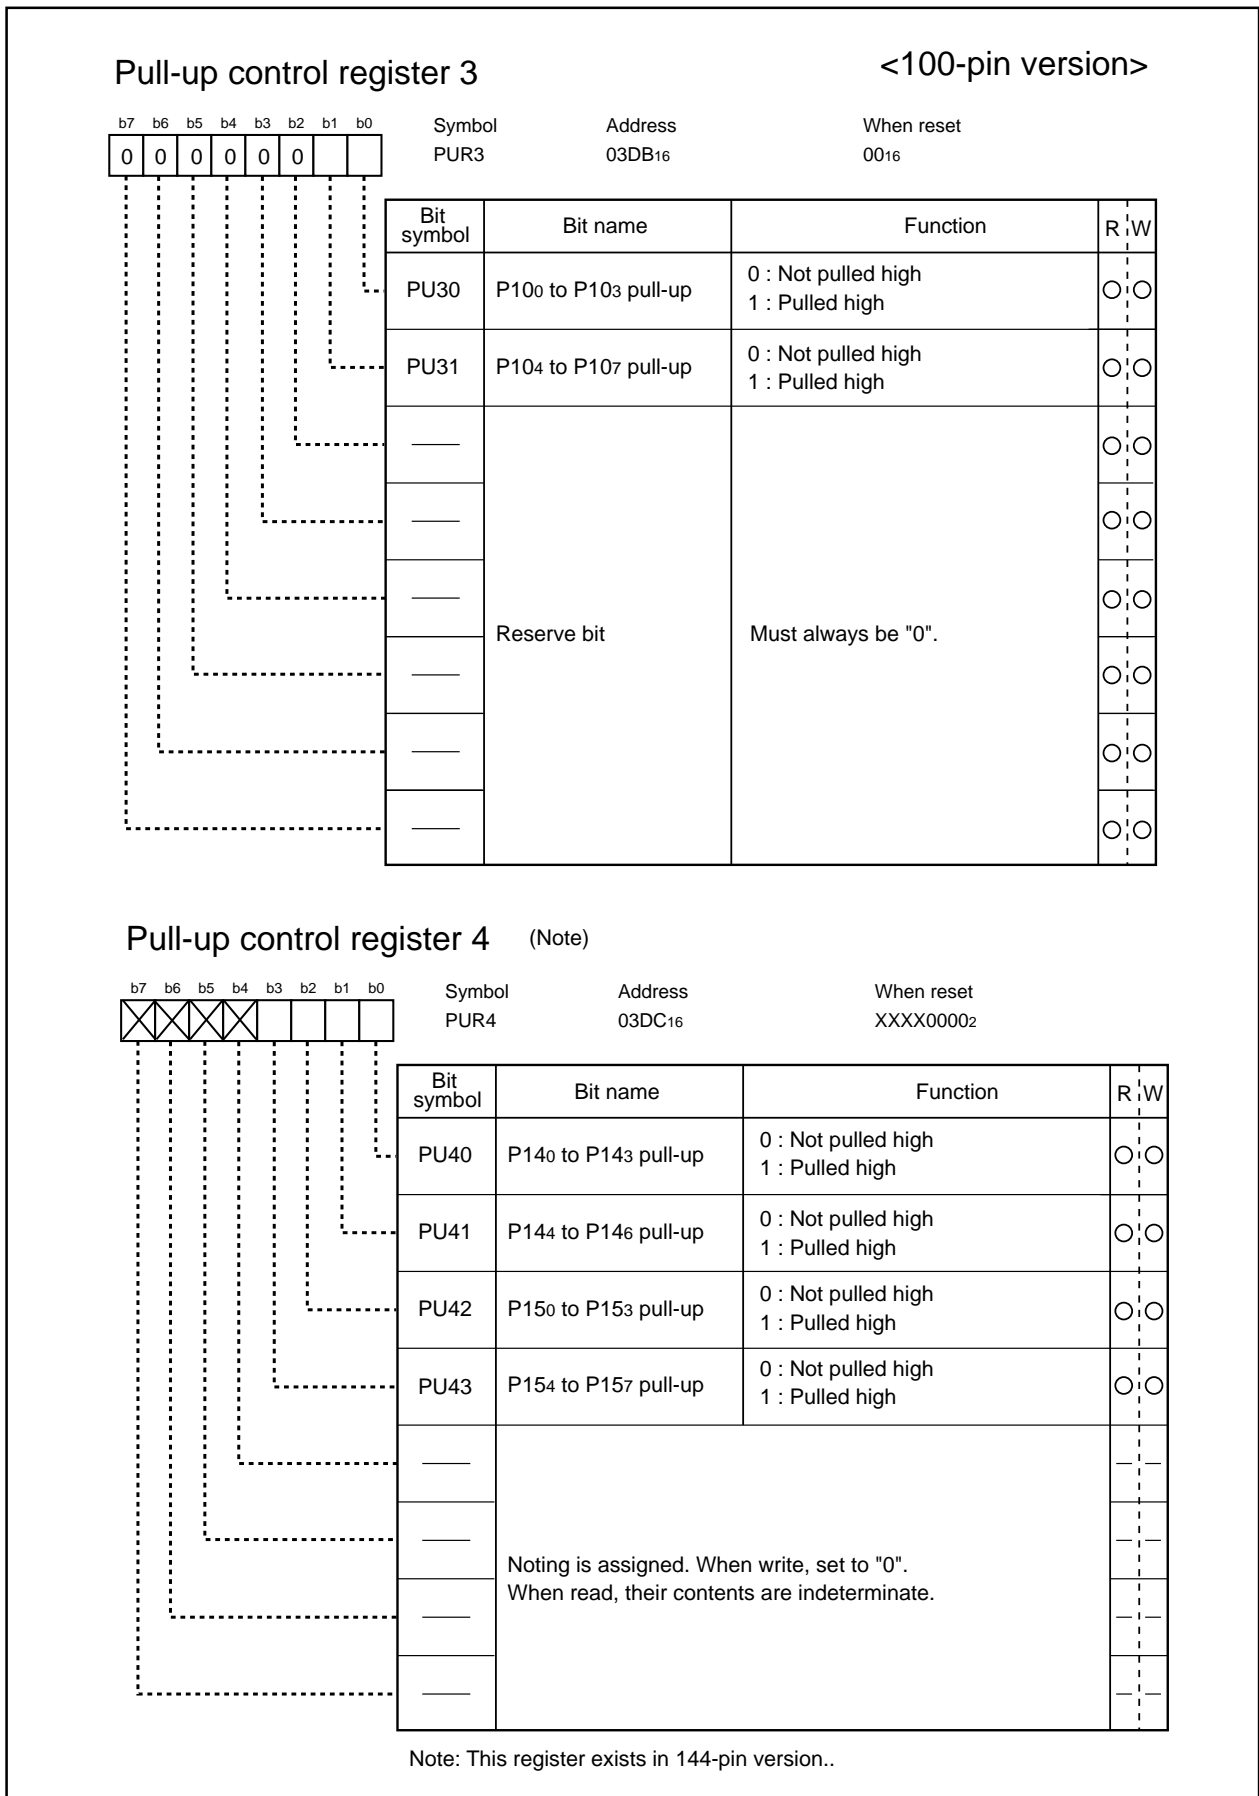 Pull-up control register 3 <100-pin version>
b7 b6 b5 b4 b3 b2 b1 b0
Symbol Address When reset
0 0 0 0 0 0
PUR3 03DB16 0016
Bit symbol Bit name Function R W
PU30 P100 to P103 pull-up 0 : Not pulled high
1 : Pulled high
PU31 P104 to P107 pull-up 0 : Not pulled high
1 : Pulled high
Reserve bit Must always be "0".
Pull-up control register 4 (Note)
b7 b6 b5 b4 b3 b2 b1 b0
Symbol Address When reset
PUR4 03DC16 XXXX00002
Bit symbol Bit name Function R W
PU40 P140 to P143 pull-up 0 : Not pulled high
1 : Pulled high
PU41 P144 to P146 pull-up 0 : Not pulled high
1 : Pulled high
PU42 P150 to P153 pull-up 0 : Not pulled high
1 : Pulled high
PU43 P154 to P157 pull-up 0 : Not pulled high
1 : Pulled high
Noting is assigned. When write, set to "0".
When read, their contents are indeterminate.
Note: This register exists in 144-pin version..